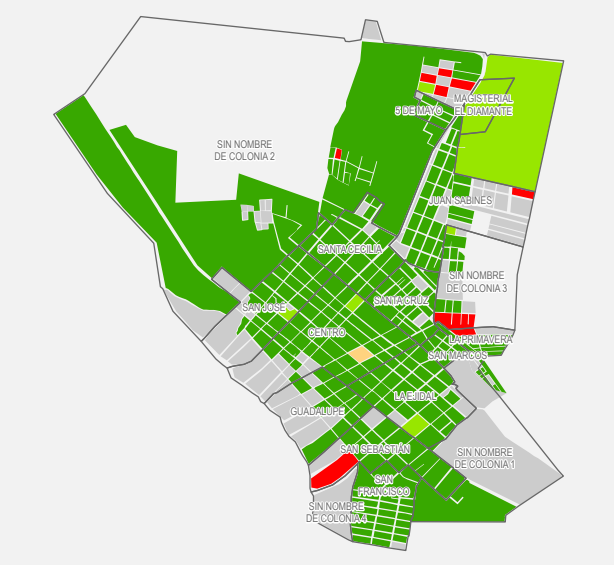 MAGISTERIAL
EL DIAMANTE
5 DE MAYO
SIN NOMBRE
DE COLONIA 2
JUAN SABINES
SANTA CECILIA
SIN NOMBRE
DE COLONIA 3
SANTA CRUZ
SAN JOSÉ
CENTRO
LA PRIMAVERA
SAN MARCOS
LA EJIDAL
GUADALUPE
SAN SEBASTIÁN
SIN NOMBRE
DE COLONIA 1
SAN
FRANCISCO
SIN NOMBRE
DE COLONIA 4